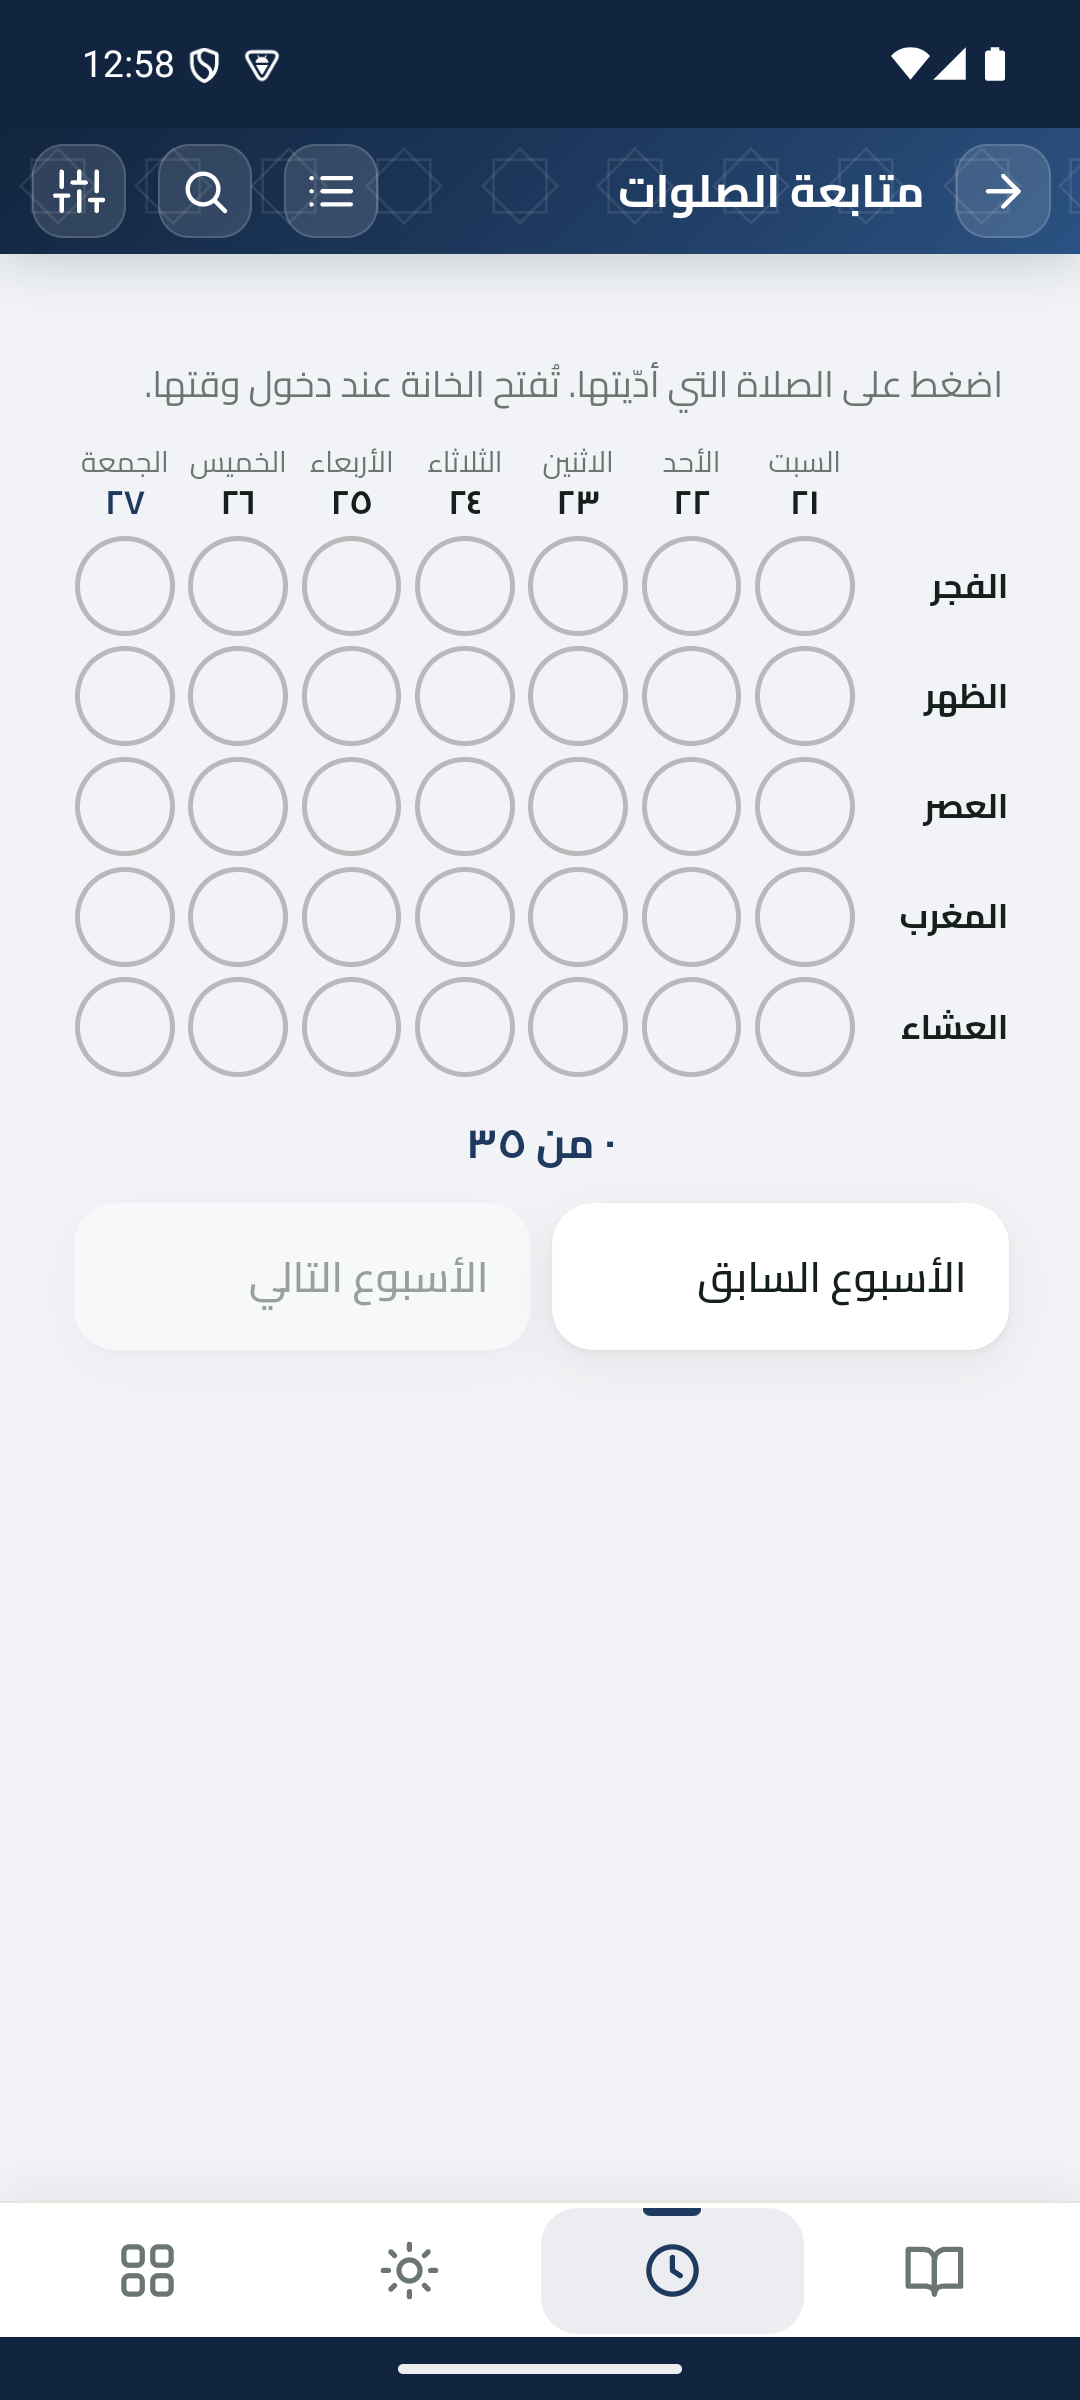 12:58
متابعة الصلوات
اضغط على الصلاة التي أدّيتها. تُفتح الخانة عند دخول وقتها.
السبت الأحد الاثنين الثلاثاء الأربعاء الخميس الجمعة
٢١ ٢٢ ٢٣ ٢٤ ٢٥ ٢٦ ٢٧
الفجر
الظهر
العصر
المغرب
العشاء
٠ من ٣٥
الأسبوع السابق
الأسبوع التالي